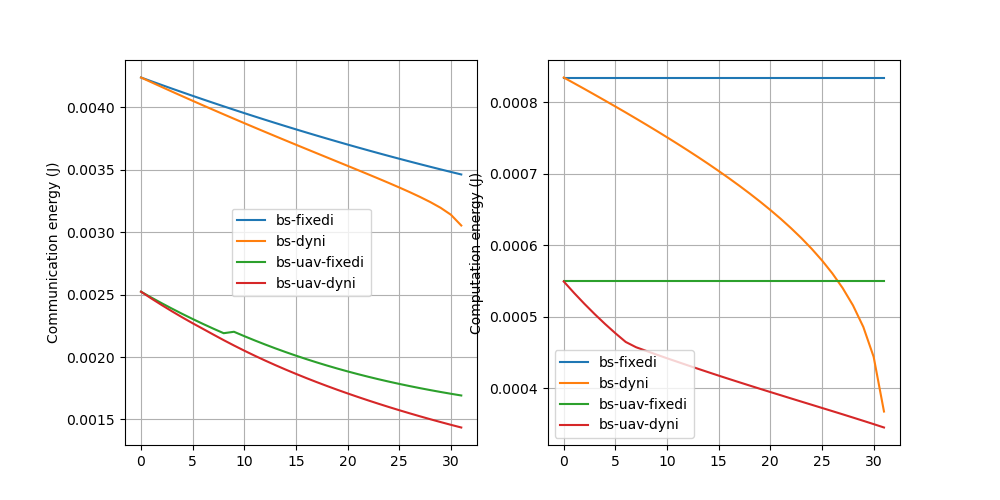 Communication energy (J)
0.0040
0.0035
0.0030
0.0025
0.0020
0.0015
bs-fixedi
bs-dyni
bs-uav-fixedi
bs-uav-dyni
0 5 10 15 20 25 30
Computation energy (J)
0.0008
0.0007
0.0006
0.0005
0.0004
bs-fixedi
bs-dyni
bs-uav-fixedi
bs-uav-dyni
0 5 10 15 20 25 30